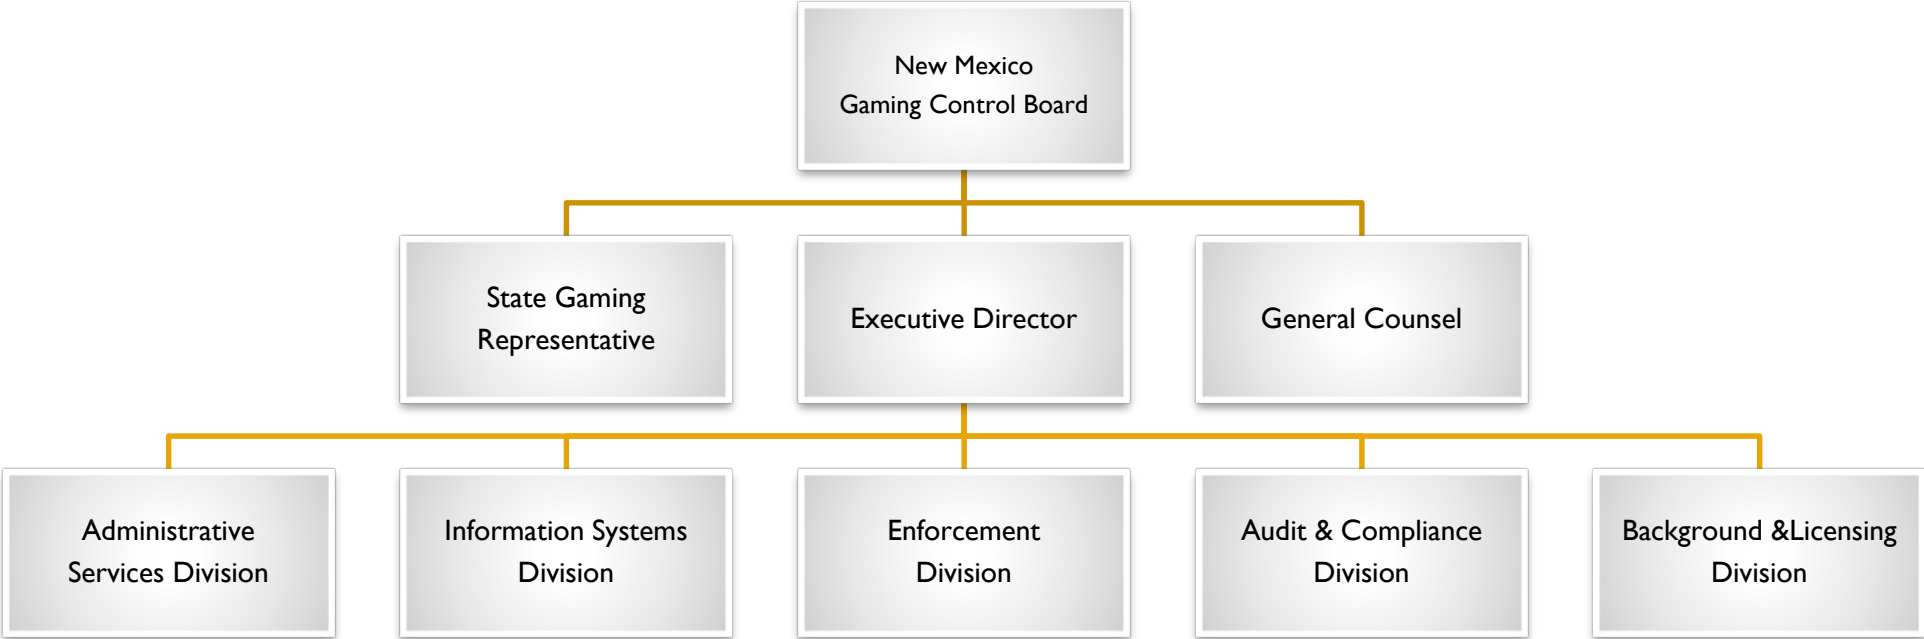 New Mexico
Gaming Control Board
State Gaming
Representative
Executive Director
General Counsel
Administrative
Services Division
Information Systems
Division
Enforcement
Division
Audit & Compliance
Division
Background &Licensing
Division